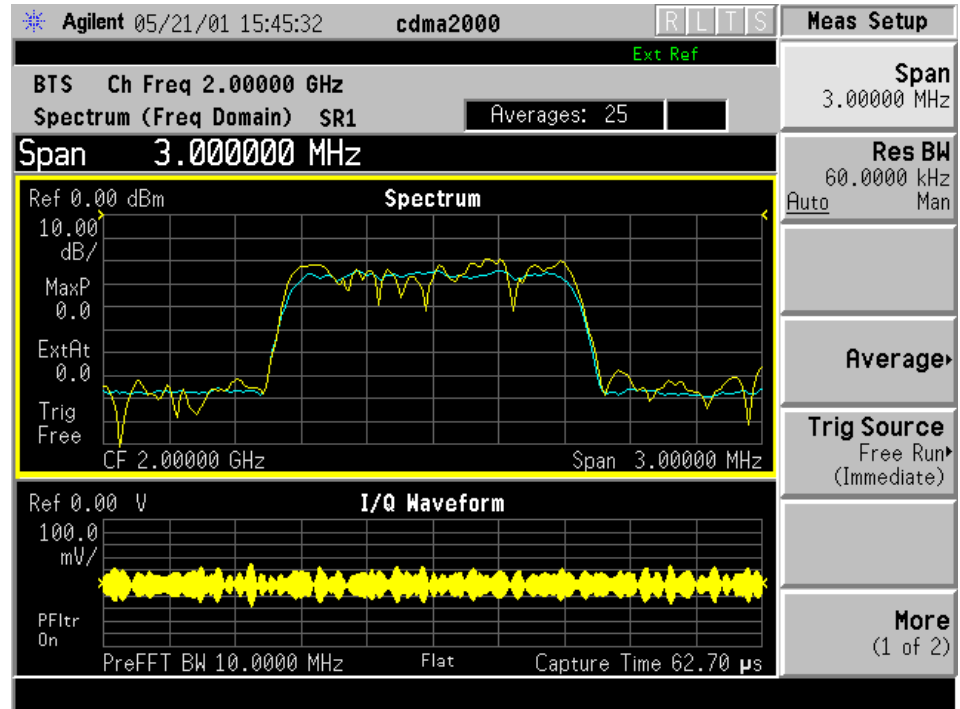 Agilent 05/21/01 15:45:32 cdma2000 R L T S
Ext Ref
BTS Ch Freq 2.00000 GHz
Spectrum (Freq Domain) SR1 Averages: 25
Span 3.000000 MHz
Ref 0.00 dBm Spectrum
10.00
dB/
MaxP
0.0
ExtAt
0.0
Trig
Free
CF 2.00000 GHz Span 3.00000 MHz
Ref 0.00 V I/Q Waveform
100.0
mV/
PFltr
On
PreFFT BW 10.0000 MHz Flat Capture Time 62.70 µs
Meas Setup
Span
3.00000 MHz
Res BW
60.0000 kHz
Auto Man
Average
Trig Source
Free Run
(Immediate)
More
(1 of 2)